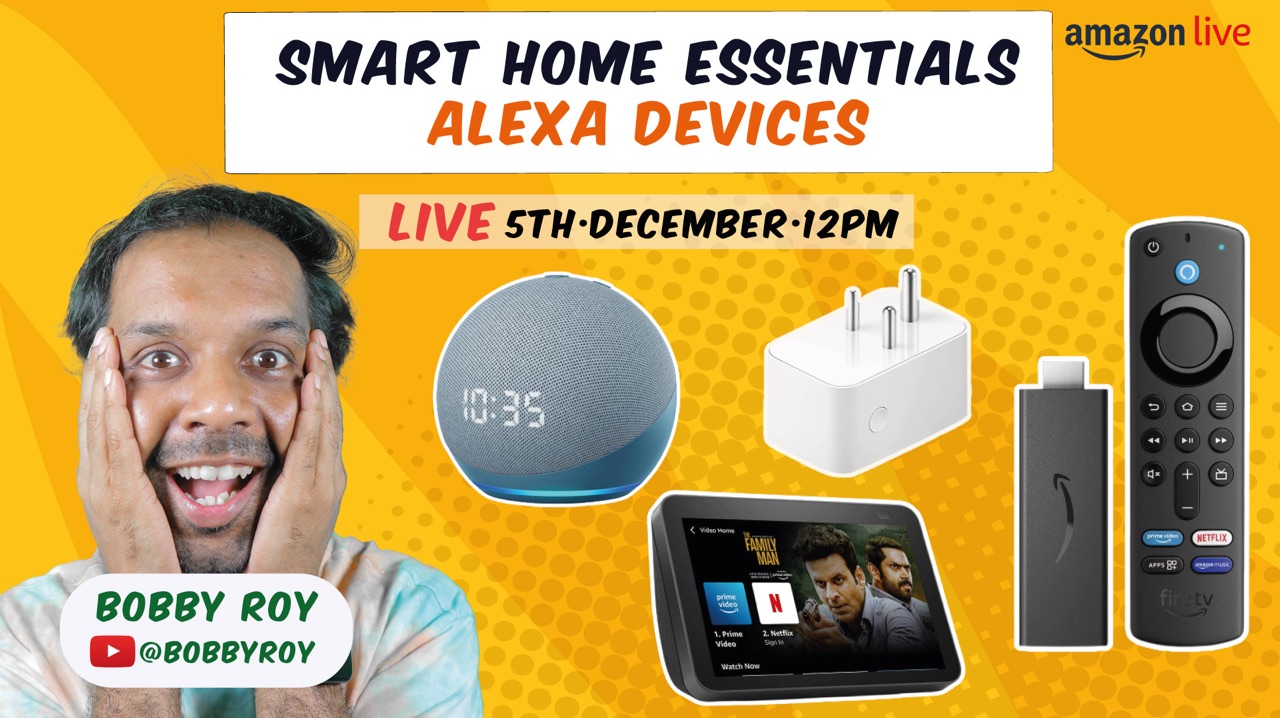 SMART HOME ESSENTIALS
ALEXA DEVICES
amazon live
LIVE 5TH·DECEMBER·12PM
10:35
Video Home
THE
FAMILY
MAN
prime
video
N
1. Prime
Video
2. Netflix
Sign in
Watch Now
prime video
NETFLIX
APPS
amazon music
fire tv
BOBBY ROY
@BOBBYROY